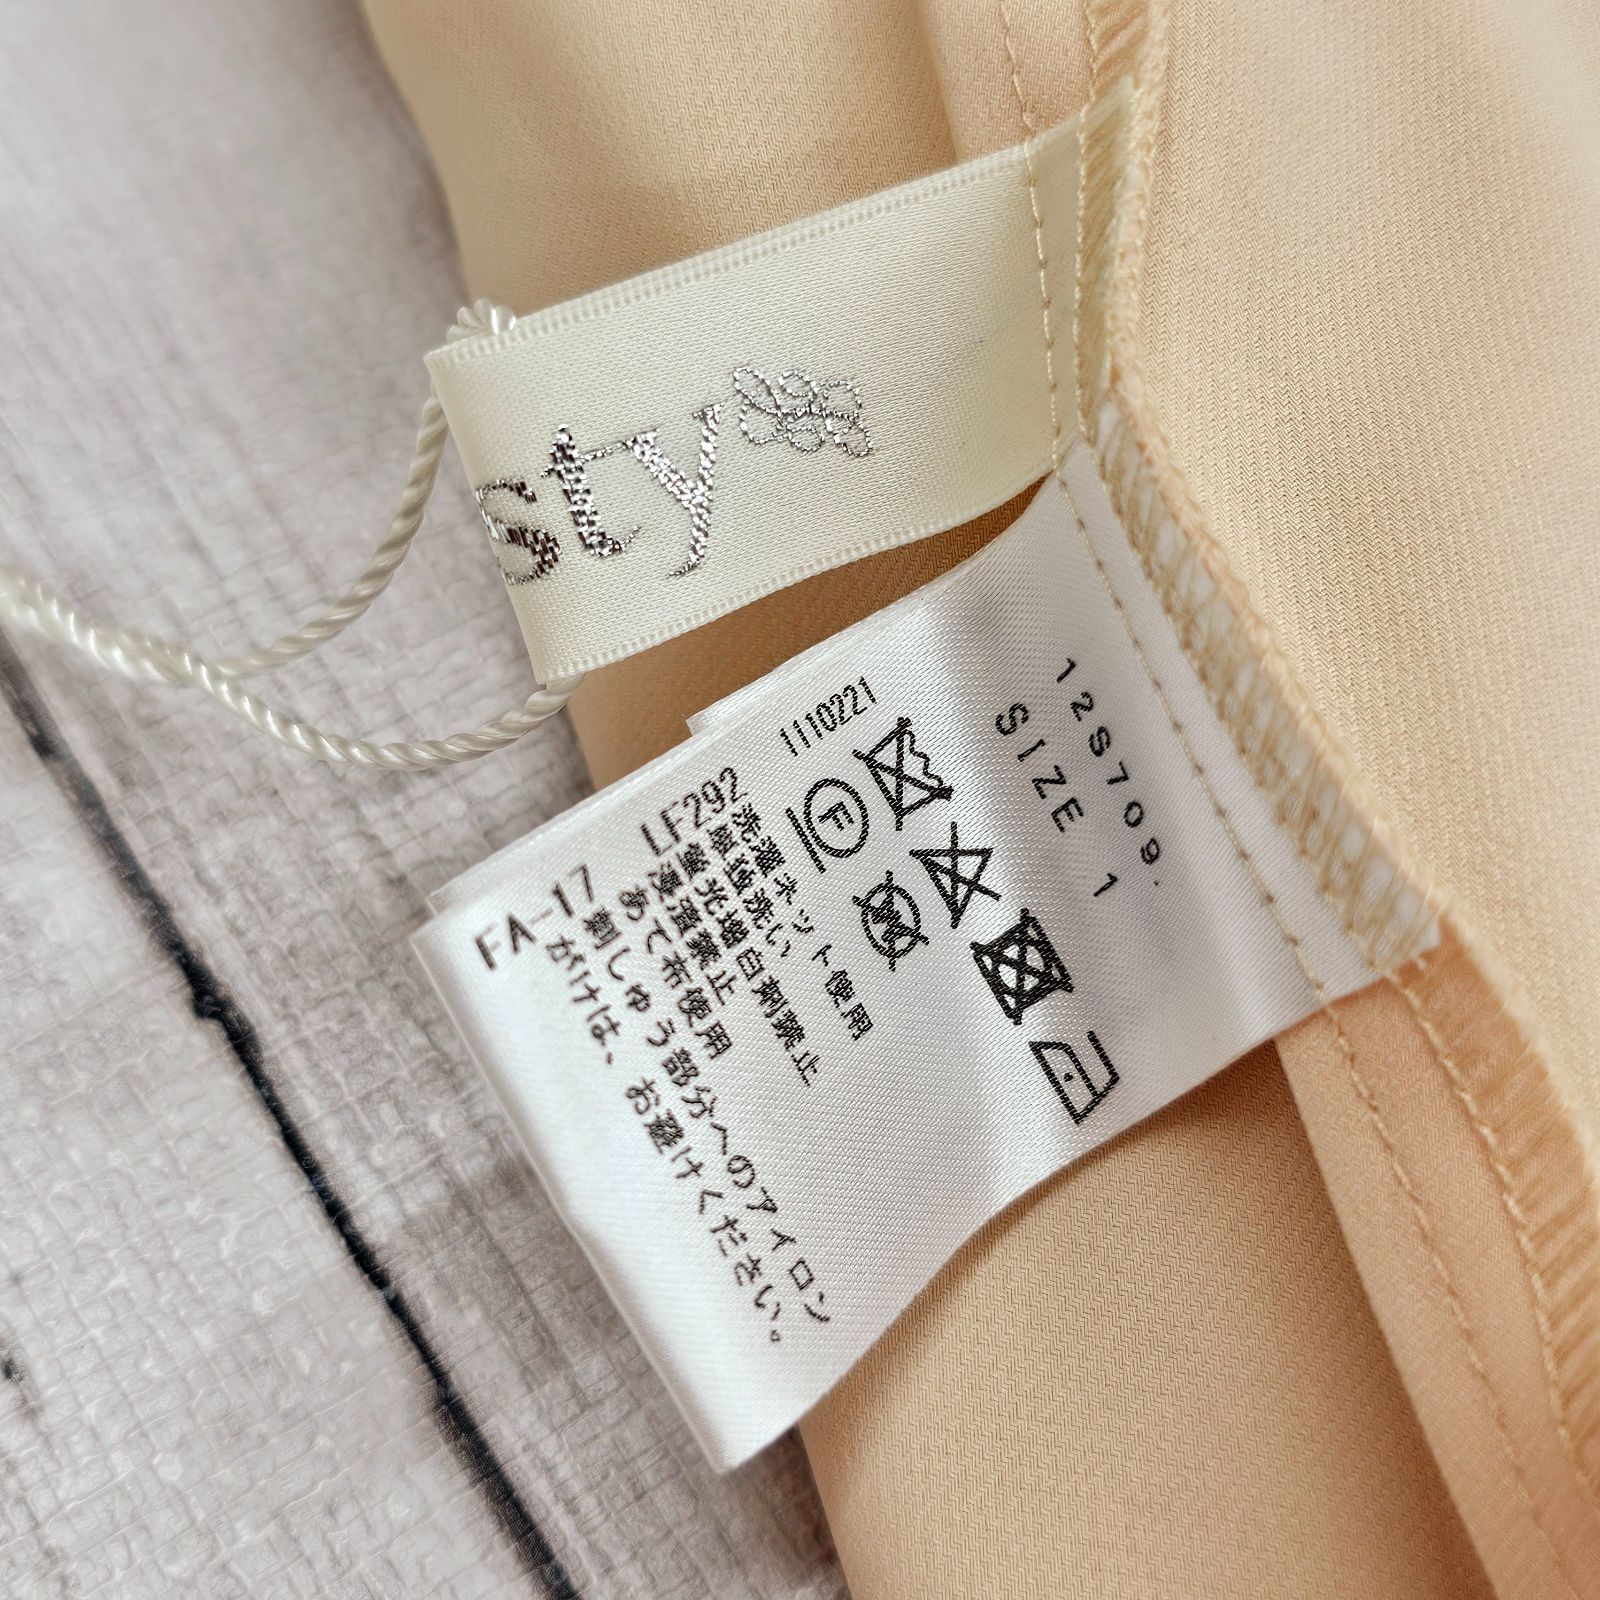 sty
12S709
SIZE 1
1110221
F
洗濯ネット使用
単独洗い
蛍光増白剤禁止
浸漬禁止
あて布使用
LF292
刺しゅう部分へのアイロン
がけは、お避けください。
FA-17